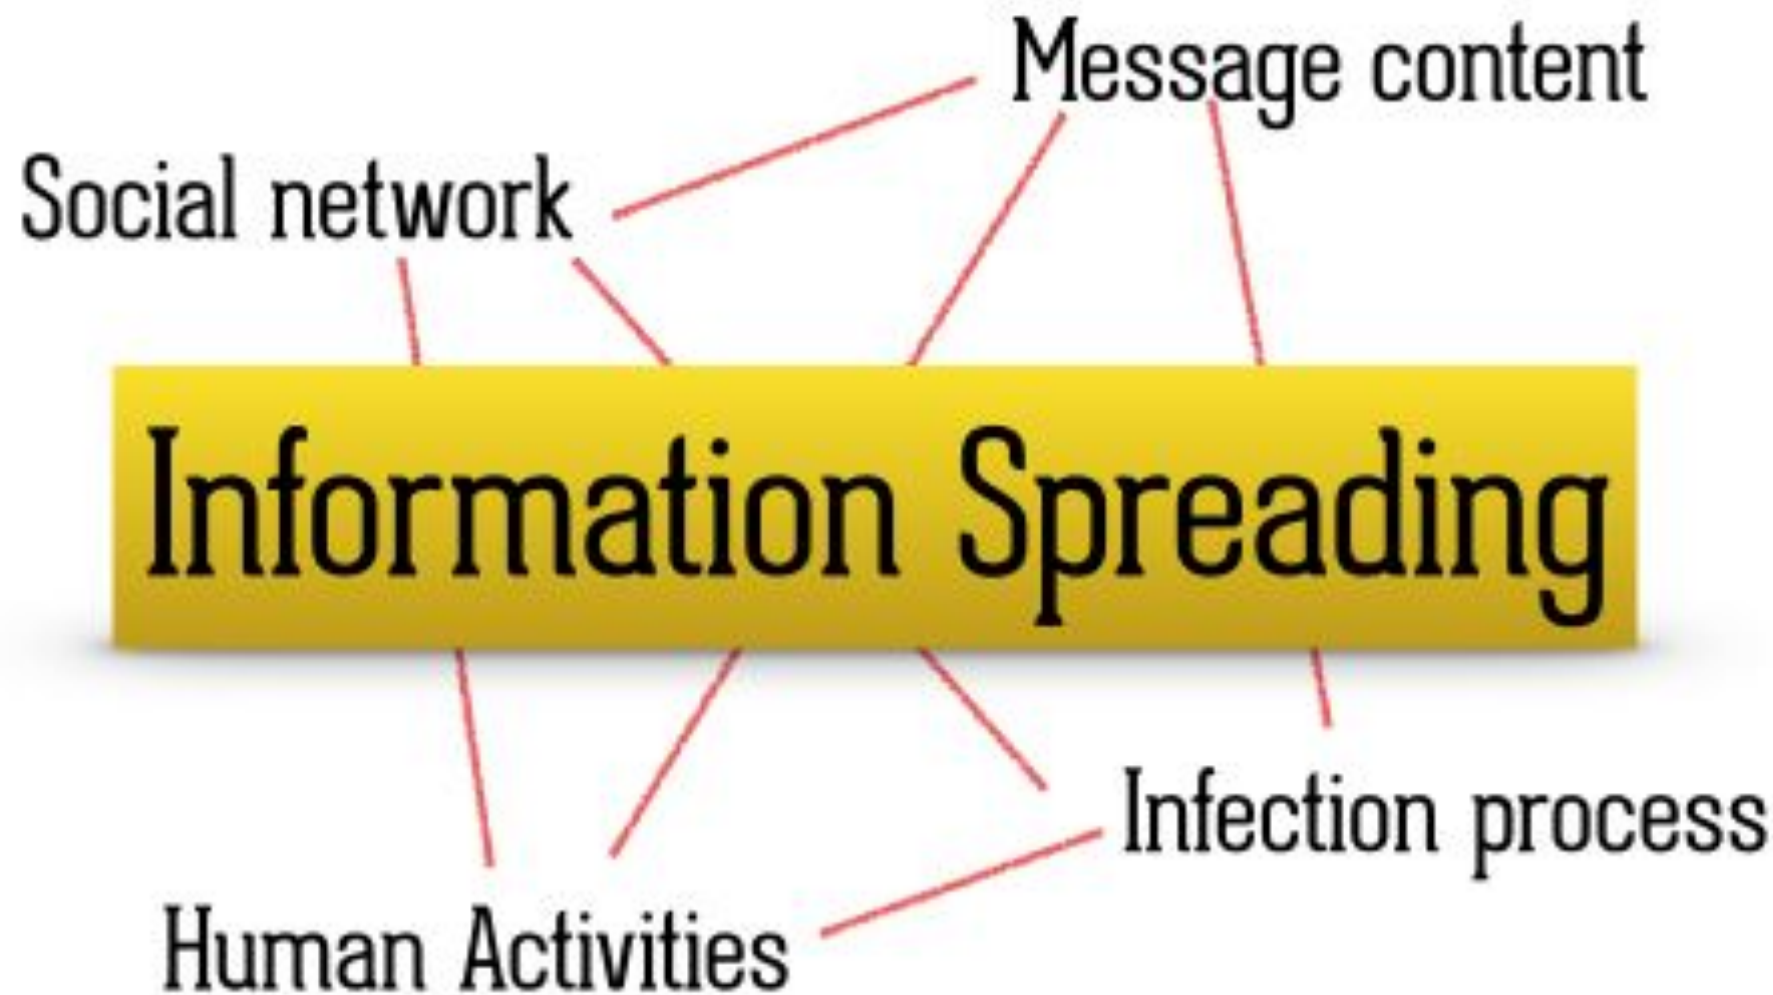 Message content
Social network
Information Spreading
Infection process
Human Activities